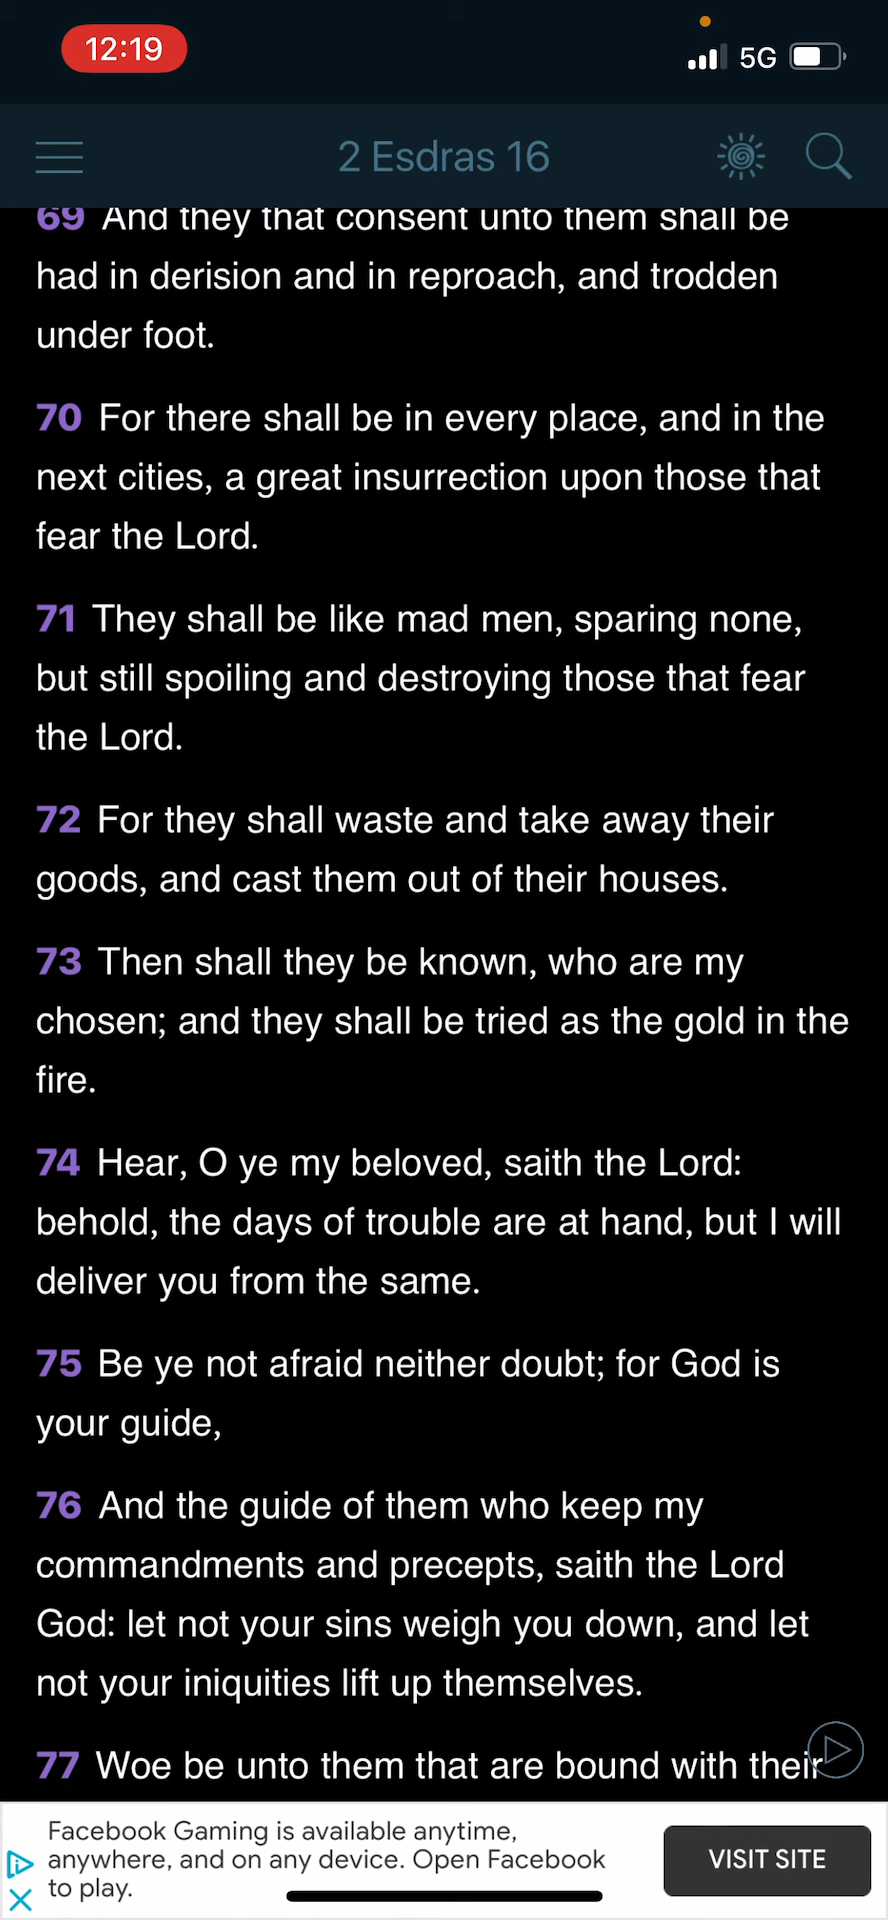 12:19
5G
2 Esdras 16
69 And they that consent unto them shall be
had in derision and in reproach, and trodden
under foot.
70 For there shall be in every place, and in the
next cities, a great insurrection upon those that
fear the Lord.
71 They shall be like mad men, sparing none,
but still spoiling and destroying those that fear
the Lord.
72 For they shall waste and take away their
goods, and cast them out of their houses.
73 Then shall they be known, who are my
chosen; and they shall be tried as the gold in the
fire.
74 Hear, O ye my beloved, saith the Lord:
behold, the days of trouble are at hand, but I will
deliver you from the same.
75 Be ye not afraid neither doubt; for God is
your guide,
76 And the guide of them who keep my
commandments and precepts, saith the Lord
God: let not your sins weigh you down, and let
not your iniquities lift up themselves.
77 Woe be unto them that are bound with their
Facebook Gaming is available anytime,
anywhere, and on any device. Open Facebook
to play.
VISIT SITE